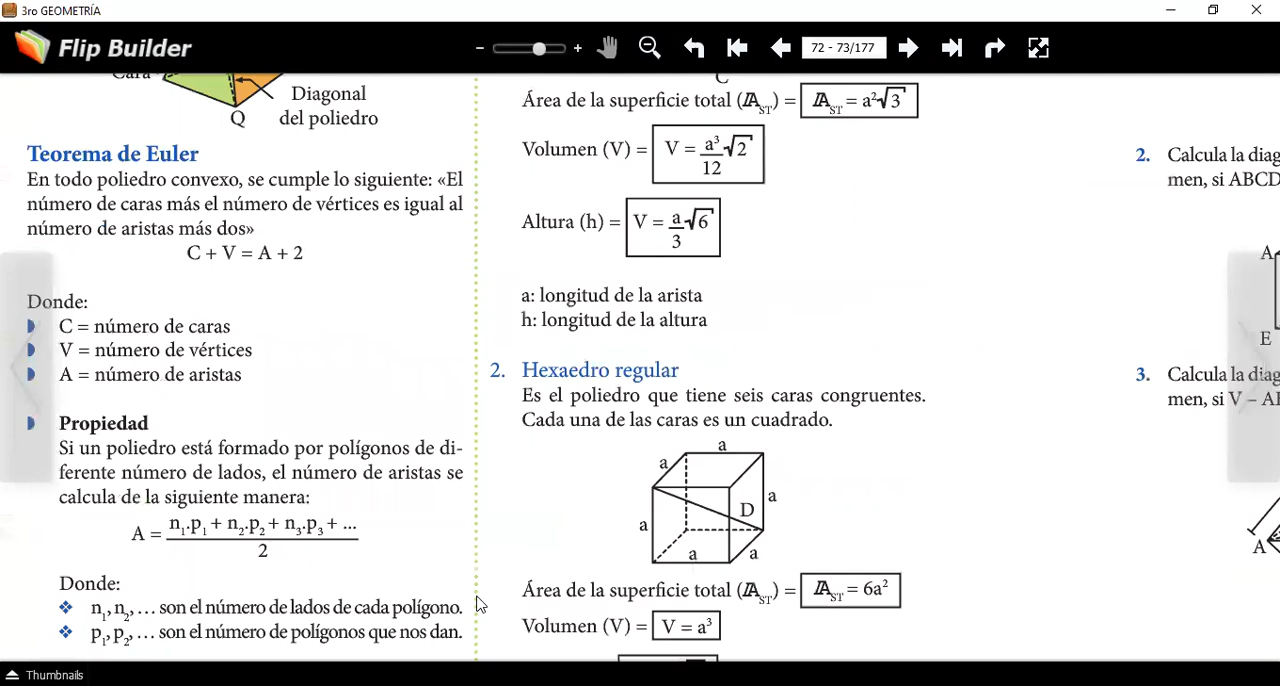 3ro GEOMETRÍA
Flip Builder
72 - 73/177
Cara
Diagonal
del poliedro
Q
Teorema de Euler
En todo poliedro convexo, se cumple lo siguiente: «El
número de caras más el número de vértices es igual al
número de aristas más dos»
C + V = A + 2
Donde:
C = número de caras
V = número de vértices
A = número de aristas
Propiedad
Si un poliedro está formado por polígonos de di-
ferente número de lados, el número de aristas se
calcula de la siguiente manera:
A = n₁.p₁ + n₂.p₂ + n₃.p₃ + ...
2
Donde:
n₁, n₂, … son el número de lados de cada polígono.
p₁, p₂, … son el número de polígonos que nos dan.
C
Área de la superficie total (𝔸ST) = 𝔸ST = a²√3
Volumen (V) = V = a³/12 √2
Altura (h) = V = a/3 √6
a: longitud de la arista
h: longitud de la altura
2. Hexaedro regular
Es el poliedro que tiene seis caras congruentes.
Cada una de las caras es un cuadrado.
a
a
a
a
a
a
D
Área de la superficie total (𝔸ST) = 𝔸ST = 6a²
Volumen (V) = V = a³
2. Calcula la diag
men, si ABCD
A
E
3. Calcula la diag
men, si V – AB
A
Thumbnails